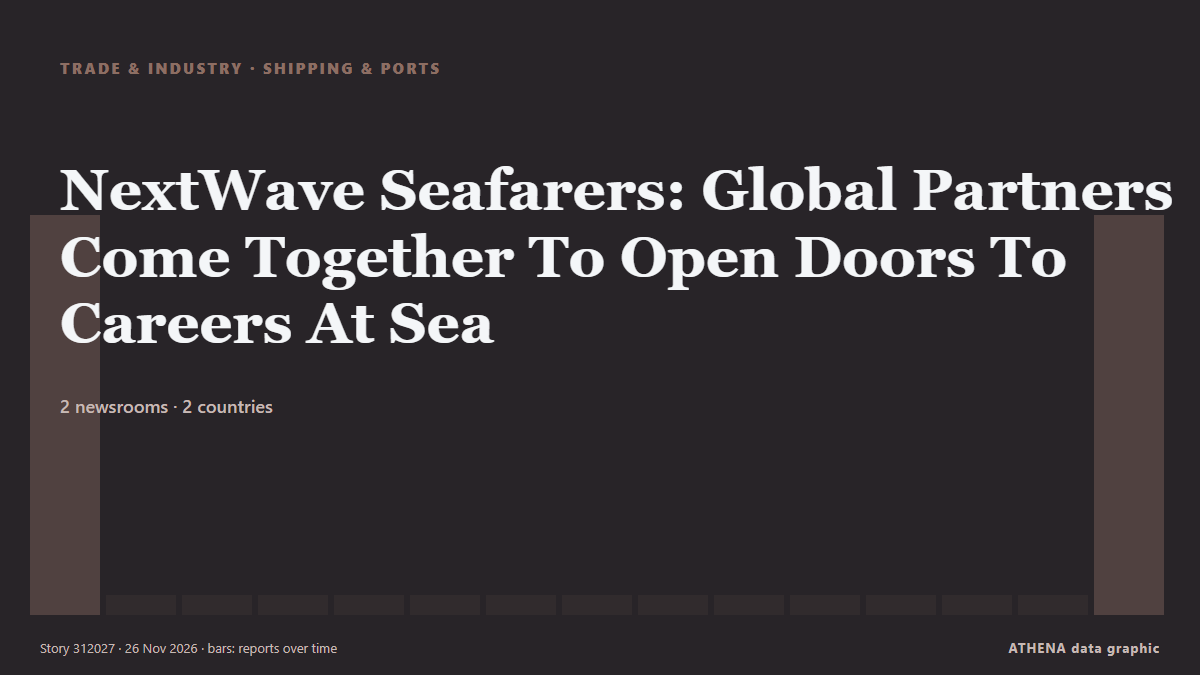 TRADE & INDUSTRY · SHIPPING & PORTS
NextWave Seafarers: Global Partners
Come Together To Open Doors To
Careers At Sea
2 newsrooms · 2 countries
Story 312027 · 26 Nov 2026 · bars: reports over time
ATHENA data graphic